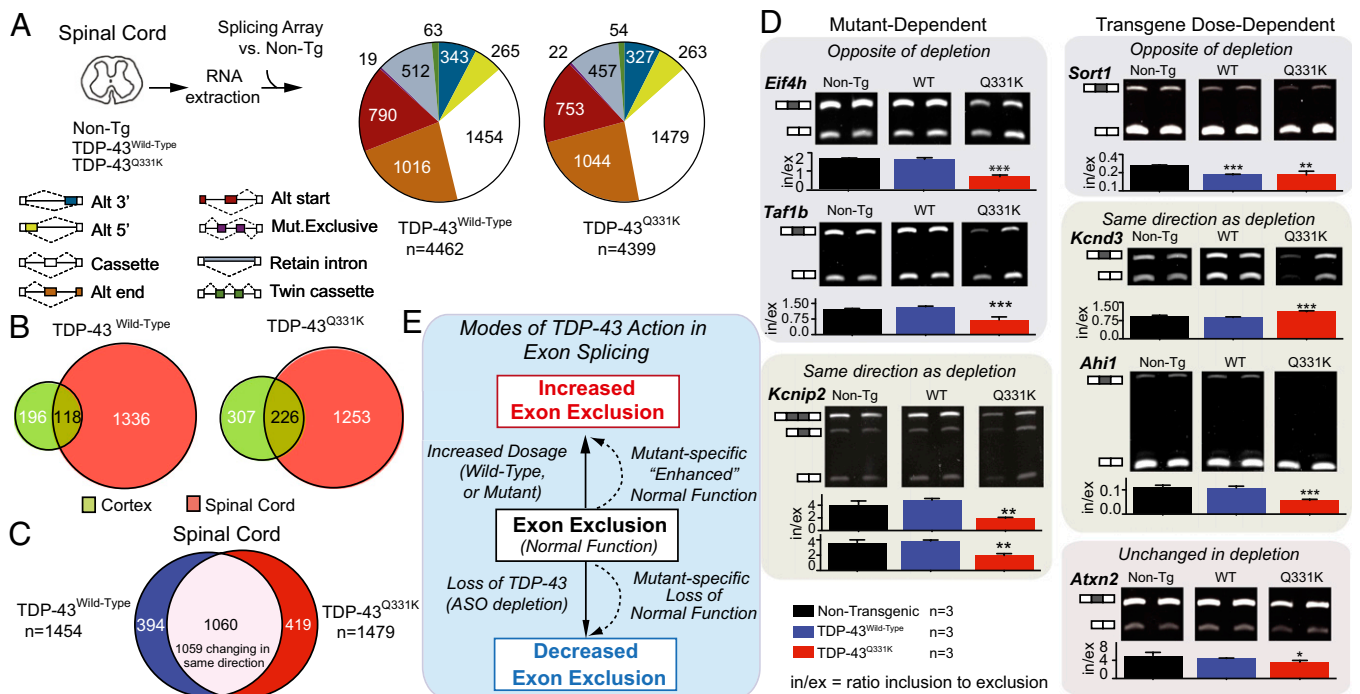 A
Spinal Cord
Splicing Array
vs. Non-Tg
RNA
extraction
Non-Tg
TDP-43Wild-Type
TDP-43Q331K
63
19
343
265
512
790
1454
1016
TDP-43Wild-Type
n=4462
54
22
327
263
457
753
1479
1044
TDP-43Q331K
n=4399
Alt 3'
Alt 5'
Cassette
Alt end
Alt start
Mut.Exclusive
Retain intron
Twin cassette
B
TDP-43 Wild-Type
196
118
1336
TDP-43Q331K
307
226
1253
Cortex
Spinal Cord
C
Spinal Cord
TDP-43Wild-Type
n=1454
394
1060
1059 changing in
same direction
419
TDP-43Q331K
n=1479
E
Modes of TDP-43 Action in
Exon Splicing
Increased
Exon Exclusion
Increased Dosage
(Wild-Type,
or Mutant)
Mutant-specific
“Enhanced”
Normal Function
Exon Exclusion
(Normal Function)
Loss of TDP-43
(ASO depletion)
Mutant-specific
Loss of
Normal Function
Decreased
Exon Exclusion
D
Mutant-Dependent
Opposite of depletion
Eif4h
Non-Tg
WT
Q331K
in/ex
2
1
0
***
Taf1b
Non-Tg
WT
Q331K
in/ex
1.50
0.75
0.0
***
Same direction as depletion
Kcnip2
Non-Tg
WT
Q331K
in/ex
4
0
**
4
0
**
Non-Transgenic n=3
TDP-43Wild-Type n=3
TDP-43Q331K n=3
in/ex = ratio inclusion to exclusion
Transgene Dose-Dependent
Opposite of depletion
Sort1
Non-Tg
WT
Q331K
in/ex
0.4
0.2
0.1
***
**
Same direction as depletion
Kcnd3
Non-Tg
WT
Q331K
in/ex
1.50
0.75
0.0
***
Ahi1
Non-Tg
WT
Q331K
in/ex
0.1
0.0
***
Unchanged in depletion
Atxn2
Non-Tg
WT
Q331K
in/ex
8
4
0
*